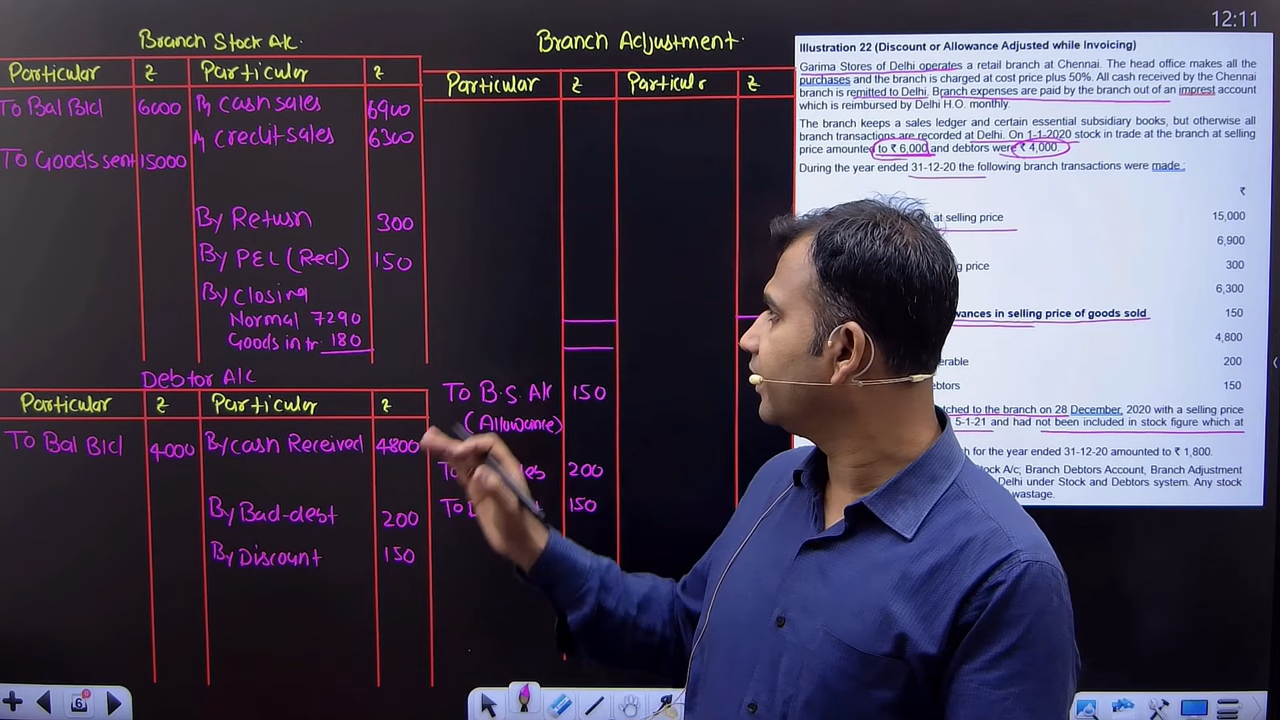 12:11
Branch Stock A/c.
Particular ₹ Particular ₹
To Bal B/d 6000 By cash sales 6900
By credit sales 6300
To Goods sent 15000
By Return 300
By PEL (Red) 150
By closing
Normal 7290
Goods in tr. 180
Debtor A/c
Particular ₹ Particular ₹
To Bal B/d 4000 By cash Received 4800
By Bad-dest 200
By Discount 150
Branch Adjustment.
Particular ₹ Particular ₹
To B.S. A/c 150
(Allowance)
200
150
Illustration 22 (Discount or Allowance Adjusted while Invoicing)
Garima Stores of Delhi operates a retail branch at Chennai. The head office makes all the
purchases and the branch is charged at cost price plus 50%. All cash received by the Chennai
branch is remitted to Delhi. Branch expenses are paid by the branch out of an imprest account
which is reimbursed by Delhi H.O. monthly.
The branch keeps a sales ledger and certain essential subsidiary books, but otherwise all
branch transactions are recorded at Delhi. On 1-1-2020 stock in trade at the branch at selling
price amounted to ₹ 6,000 and debtors were ₹ 4,000.
During the year ended 31-12-20 the following branch transactions were made :
₹
at selling price 15,000
6,900
price 300
6,300
in selling price of goods sold 150
4,800
200
150
to the branch on 28 December, 2020 with a selling
5-1-21 and had not been included in stock figure which at
for the year ended 31-12-20 amounted to ₹ 1,800.
A/c; Branch Debtors Account, Branch Adjustment
Delhi under Stock and Debtors system. Any stock
wastage.
6
0